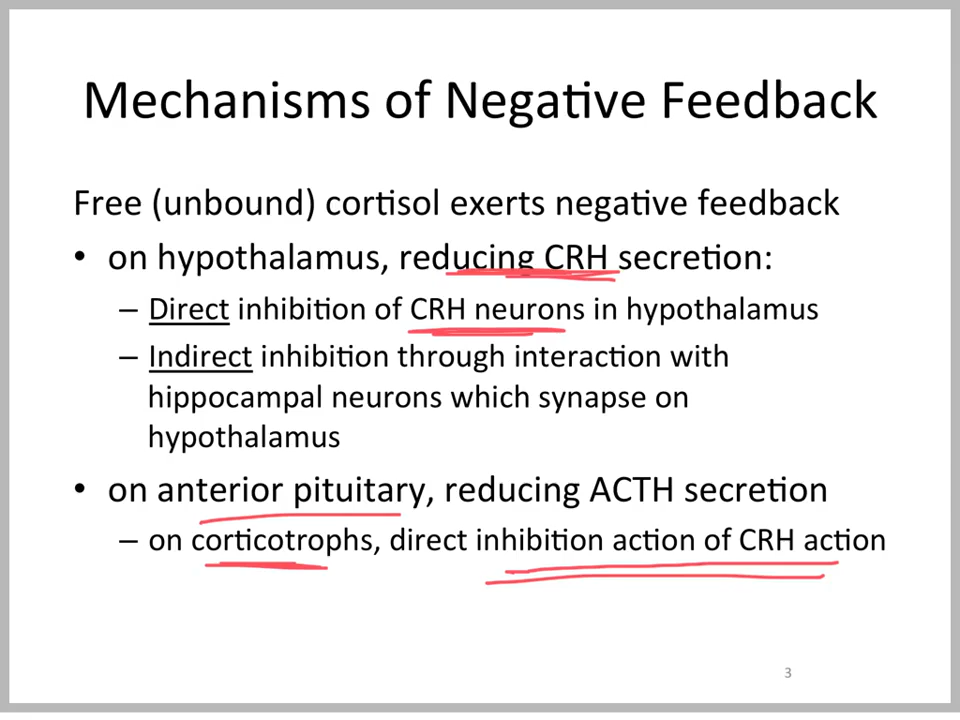 Mechanisms of Negative Feedback
Free (unbound) cortisol exerts negative feedback
• on hypothalamus, reducing CRH secretion:
– Direct inhibition of CRH neurons in hypothalamus
– Indirect inhibition through interaction with
hippocampal neurons which synapse on
hypothalamus
• on anterior pituitary, reducing ACTH secretion
– on corticotrophs, direct inhibition action of CRH action
3